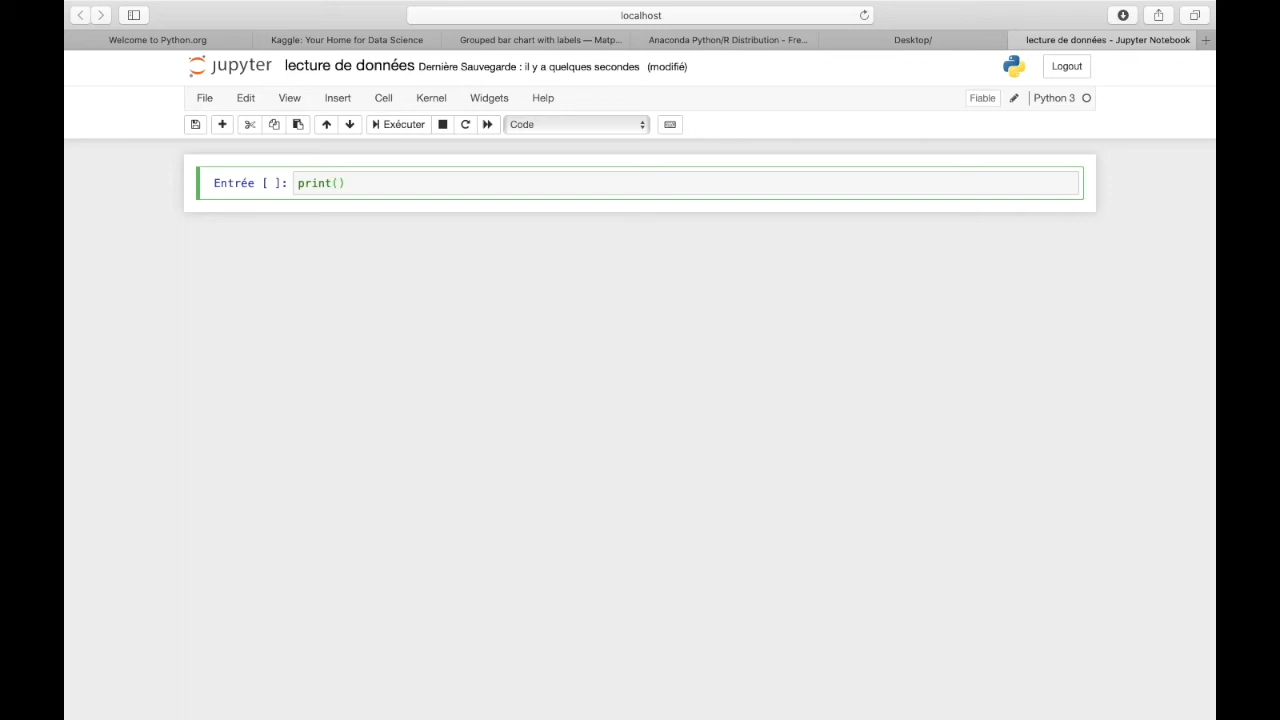 localhost
Welcome to Python.org Kaggle: Your Home for Data Science Grouped bar chart with labels — Matp... Anaconda Python/R Distribution - Fre... Desktop/ lecture de données - Jupyter Notebook
jupyter lecture de données Dernière Sauvegarde : il y a quelques secondes (modifié) Logout
File Edit View Insert Cell Kernel Widgets Help Fiable Python 3
Exécuter Code
Entrée [ ]: print()